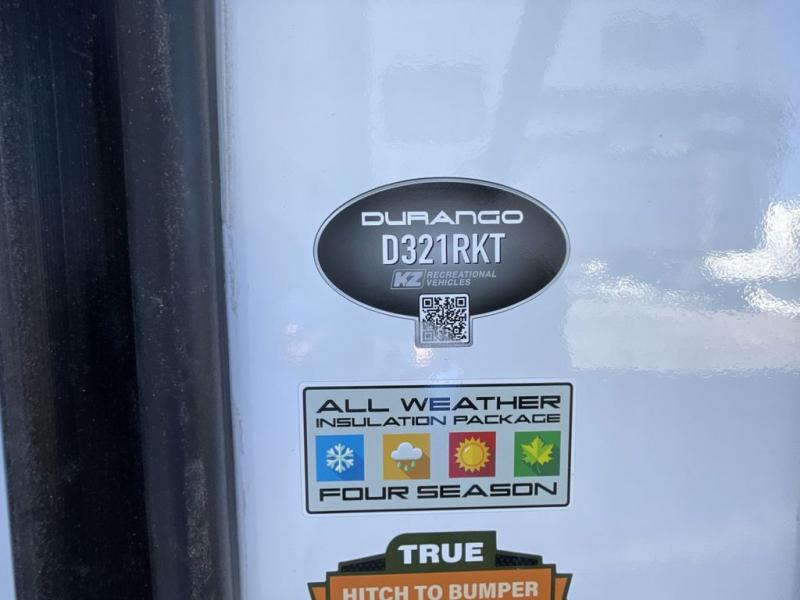 DURANGO
D321RKT
KZ RECREATIONAL
VEHICLES
ALL WEATHER
INSULATION PACKAGE
FOUR SEASON
TRUE
HITCH TO BUMPER